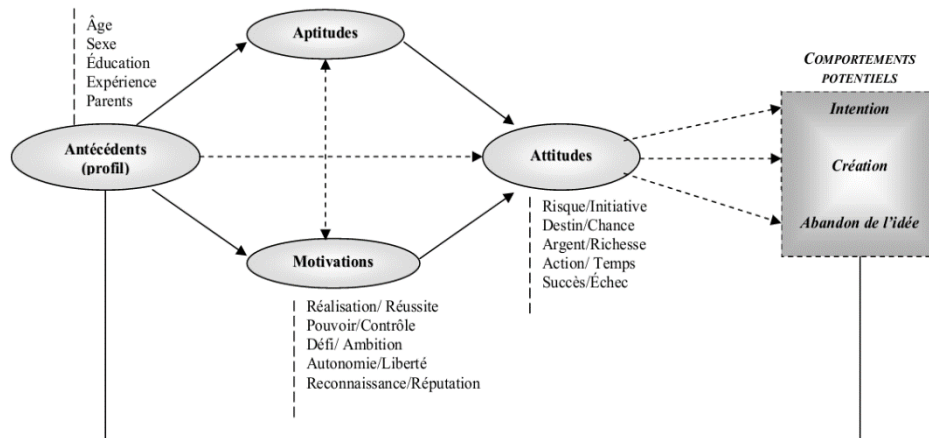 Âge
Sexe
Éducation
Expérience
Parents
Aptitudes
COMPORTEMENTS
POTENTIELS
Intention
Antécédents
(profil)
Attitudes
Création
Risque/Initiative
Destin/Chance
Argent/Richesse
Action/ Temps
Succès/Échec
Abandon de l'idée
Motivations
Réalisation/ Réussite
Pouvoir/Contrôle
Défi/ Ambition
Autonomie/Liberté
Reconnaissance/Réputation